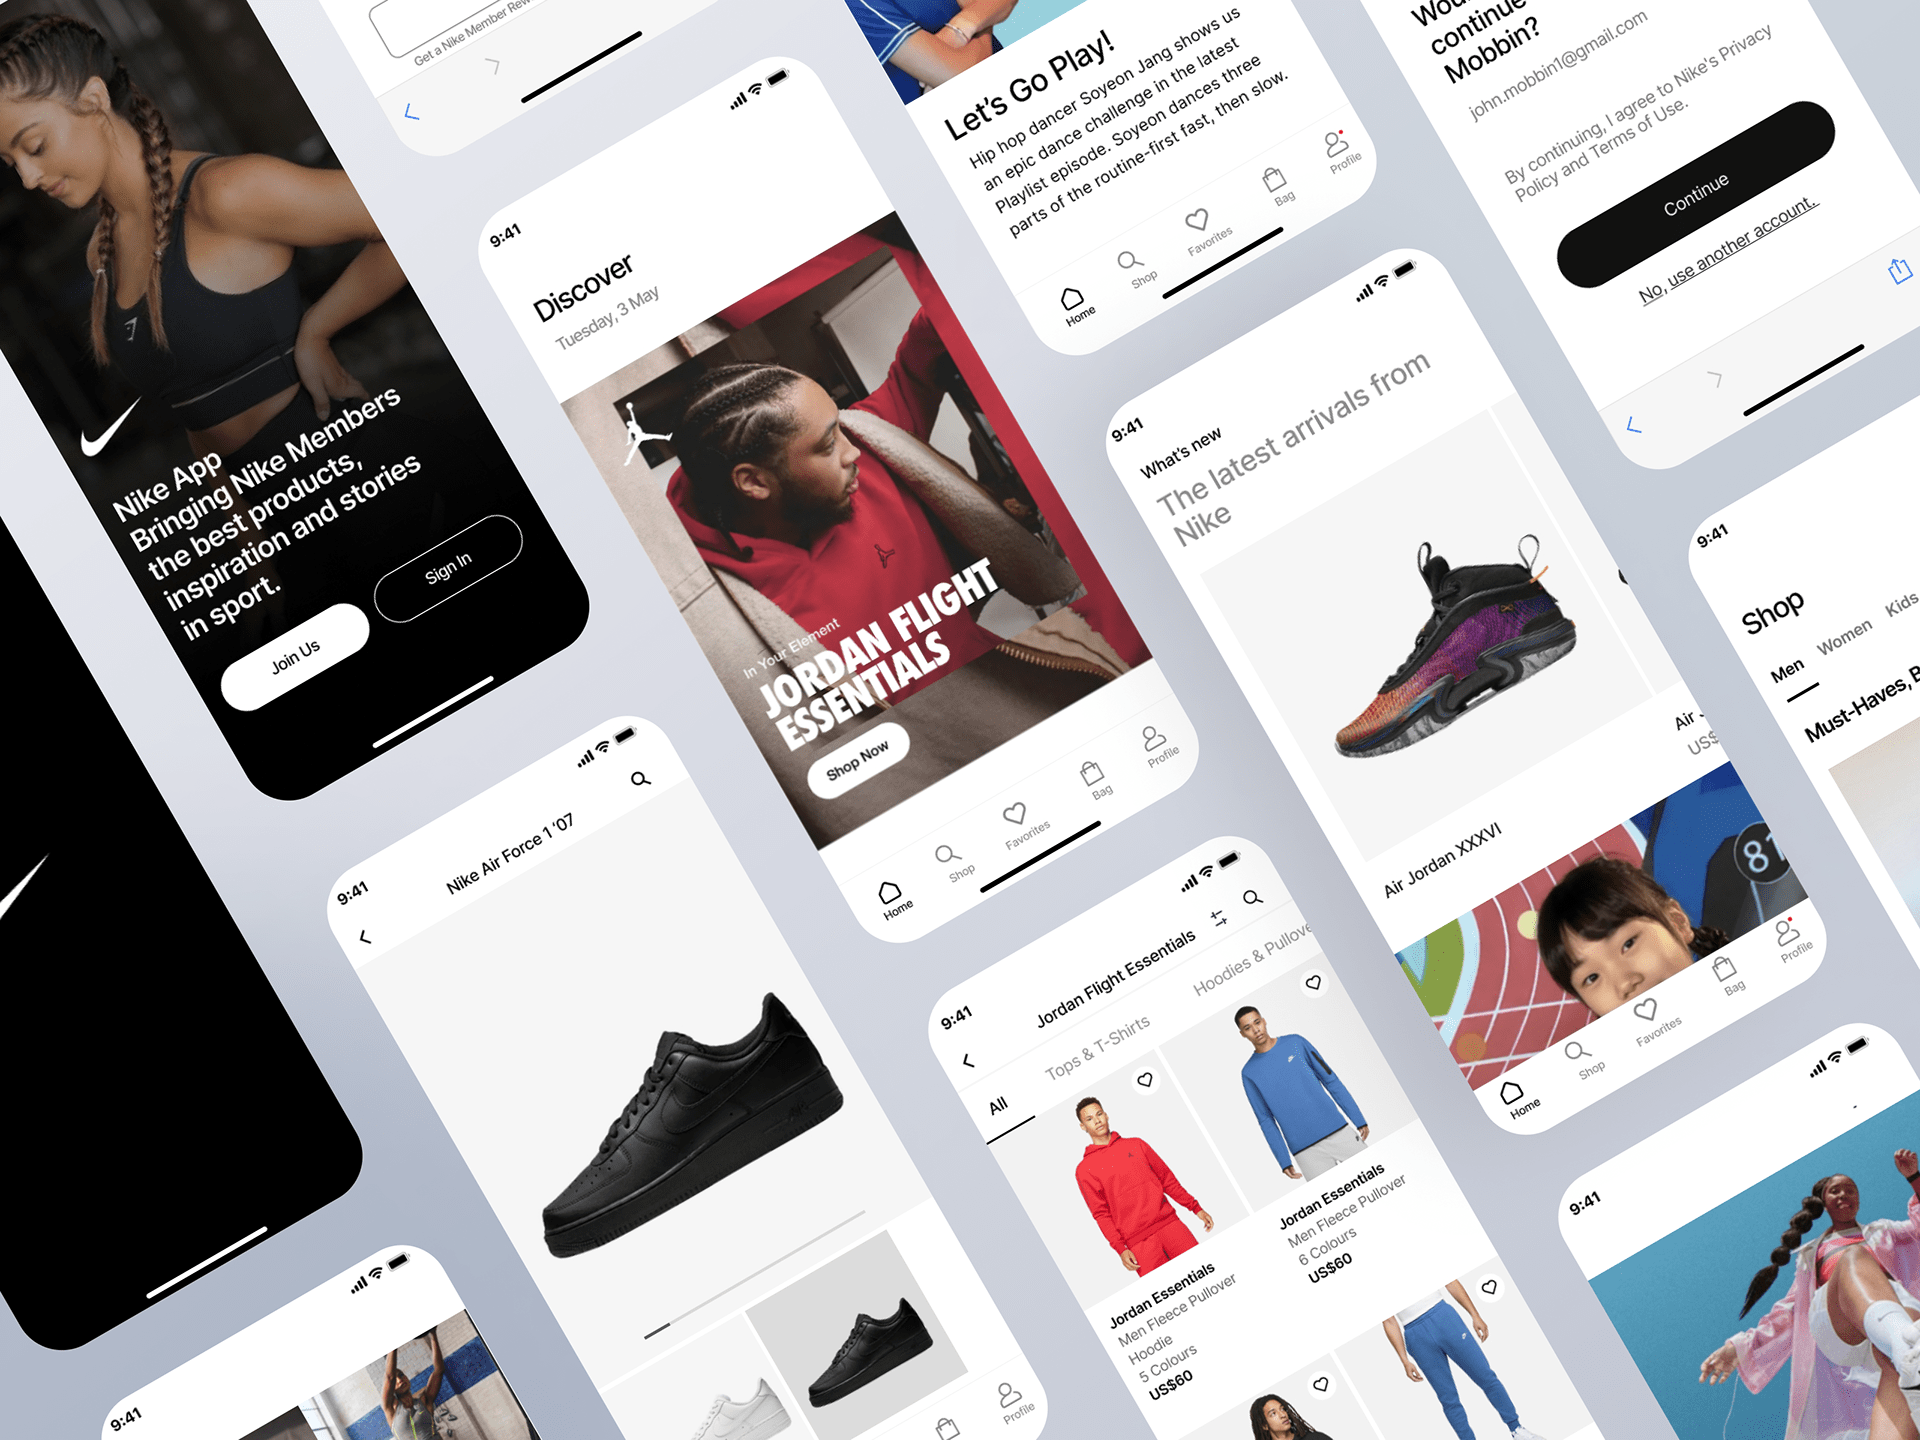 Nike App
Bringing Nike Members
the best products,
inspiration and stories
in sport.
Join Us
Sign In
Get a Nike Member
9:41
Discover
Tuesday, 3 May
In Your Element
JORDAN FLIGHT
ESSENTIALS
Shop Now
Home
Shop
Favorites
Bag
Profile
Let's Go Play!
Hip hop dancer Soyeon Jang shows us
an epic dance challenge in the latest
Playlist episode. Soyeon dances three
parts of the routine-first fast, then slow.
Home
Shop
Favorites
Bag
Profile
continue
Mobbin?
john.mobbin1@gmail.com
By continuing, I agree to Nike's Privacy
Policy and Terms of Use.
Continue
No, use another account.
9:41
What's new
The latest arrivals from
Nike
Air Jordan XXXVI
Air J
US$
81
Home
Shop
Favorites
Bag
Profile
9:41
Shop
Men
Women
Kids
Must-Haves, B
9:41
Nike Air Force 1 '07
Bag
Profile
9:41
Jordan Flight Essentials
All
Tops & T-Shirts
Hoodies & Pullove
Jordan Essentials
Men Fleece Pullover
Hoodie
5 Colours
US$60
Jordan Essentials
Men Fleece Pullover
6 Colours
US$60
9:41
9:41